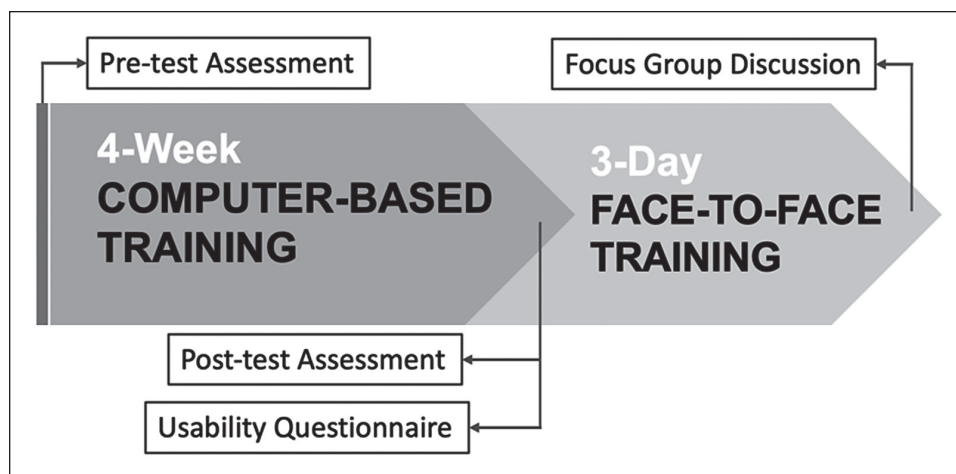 Pre-test Assessment
Focus Group Discussion
4-Week
COMPUTER-BASED
TRAINING
3-Day
FACE-TO-FACE
TRAINING
Post-test Assessment
Usability Questionnaire